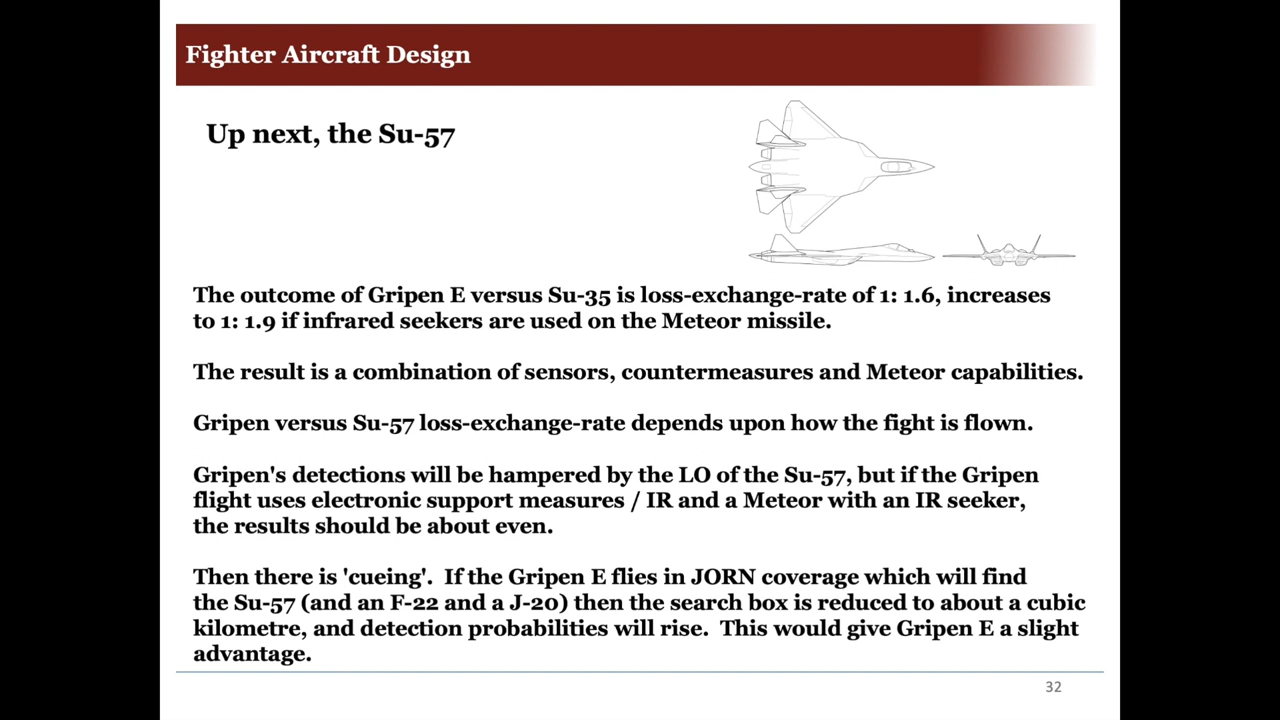 Fighter Aircraft Design
Up next, the Su-57
The outcome of Gripen E versus Su-35 is loss-exchange-rate of 1: 1.6, increases
to 1: 1.9 if infrared seekers are used on the Meteor missile.
The result is a combination of sensors, countermeasures and Meteor capabilities.
Gripen versus Su-57 loss-exchange-rate depends upon how the fight is flown.
Gripen's detections will be hampered by the LO of the Su-57, but if the Gripen
flight uses electronic support measures / IR and a Meteor with an IR seeker,
the results should be about even.
Then there is 'cueing'.  If the Gripen E flies in JORN coverage which will find
the Su-57 (and an F-22 and a J-20) then the search box is reduced to about a cubic
kilometre, and detection probabilities will rise.  This would give Gripen E a slight
advantage.
32